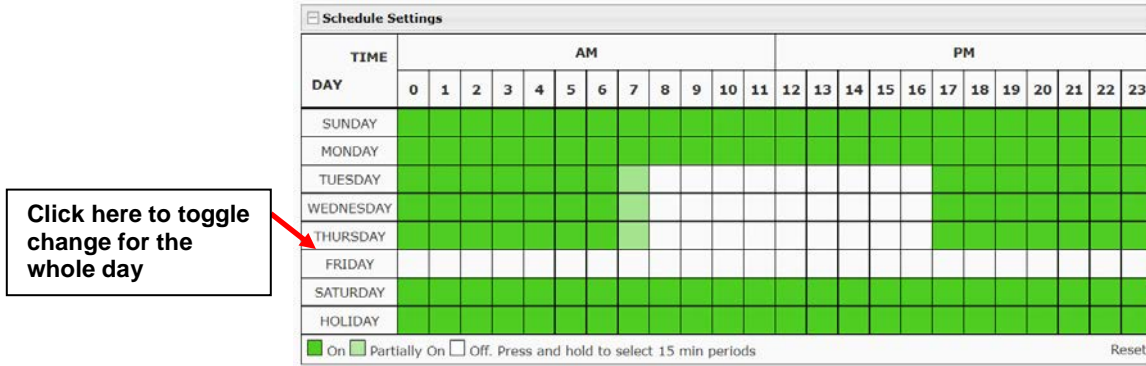 Schedule Settings
TIME
AM
PM
DAY
0 1 2 3 4 5 6 7 8 9 10 11 12 13 14 15 16 17 18 19 20 21 22 23
SUNDAY
MONDAY
TUESDAY
WEDNESDAY
THURSDAY
FRIDAY
SATURDAY
HOLIDAY
On Partially On Off. Press and hold to select 15 min periods
Reset
Click here to toggle
change for the
whole day